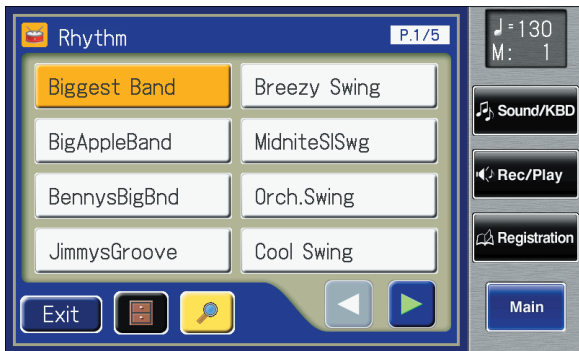 Rhythm P.1/5
Biggest Band Breezy Swing
BigAppleBand MidniteSlSwg
BennysBigBnd Orch.Swing
JimmysGroove Cool Swing
Exit
♩=130
M: 1
Sound/KBD
Rec/Play
Registration
Main